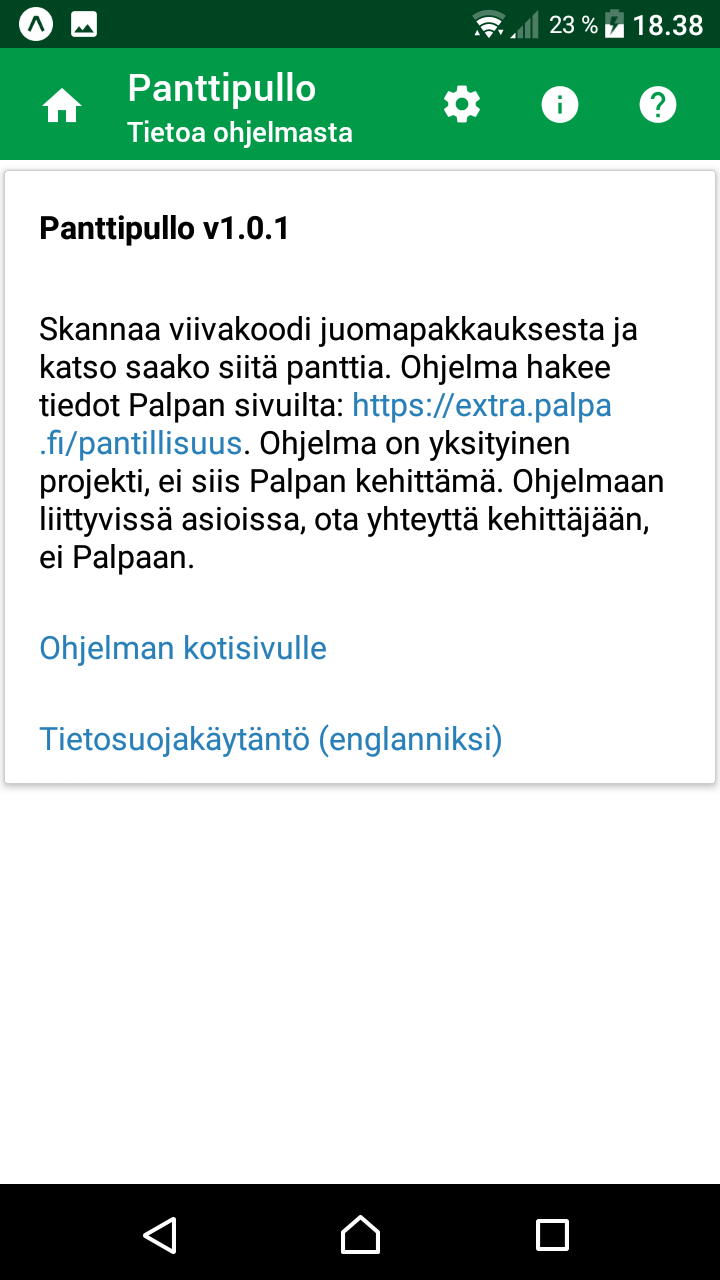 23 % 18.38
Panttipullo
Tietoa ohjelmasta
Panttipullo v1.0.1
Skannaa viivakoodi juomapakkauksesta ja
katso saako siitä panttia. Ohjelma hakee
tiedot Palpan sivuilta: https://extra.palpa
.fi/pantillisuus. Ohjelma on yksityinen
projekti, ei siis Palpan kehittämä. Ohjelmaan
liittyvissä asioissa, ota yhteyttä kehittäjään,
ei Palpaan.
Ohjelman kotisivulle
Tietosuojakäytäntö (englanniksi)